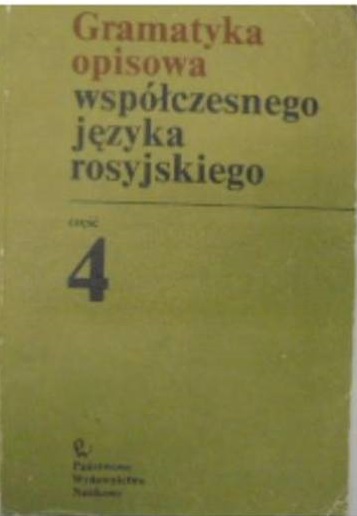 Gramatyka
opisowa
współczesnego
języka
rosyjskiego
część
4
Państwowe
Wydawnictwo
Naukowe